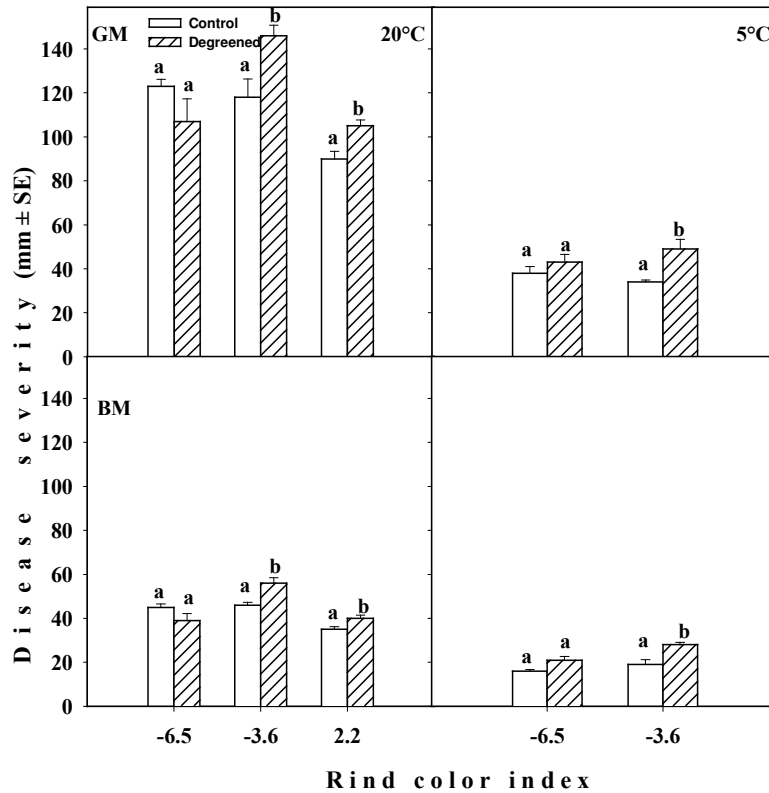 GM
Control
Degreened
20°C
5°C
140
120
100
80
60
40
20
0
a
a
a
b
a
b
a
a
a
b
BM
140
120
100
80
60
40
20
0
a
a
a
b
a
b
a
a
a
b
-6.5
-3.6
2.2
-6.5
-3.6
Disease severity (mm ± SE)
Rind color index